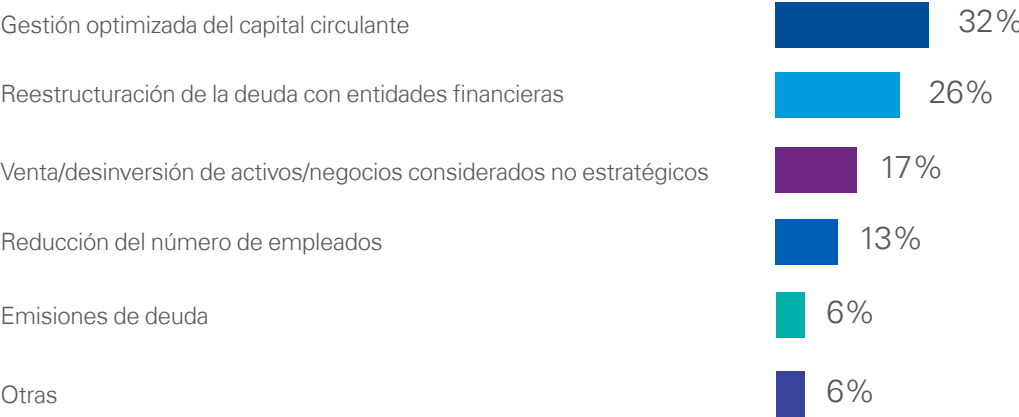 Gestión optimizada del capital circulante 32%
Reestructuración de la deuda con entidades financieras 26%
Venta/desinversión de activos/negocios considerados no estratégicos 17%
Reducción del número de empleados 13%
Emisiones de deuda 6%
Otras 6%